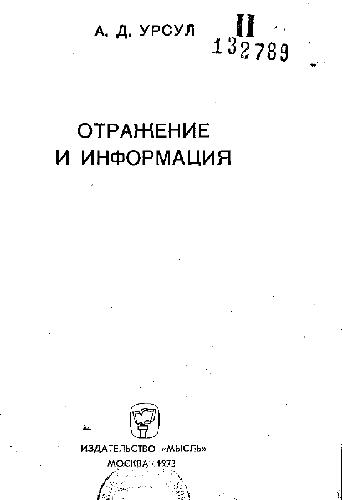 А. Д. УРСУЛ
II
132789
ОТРАЖЕНИЕ
И ИНФОРМАЦИЯ
ИЗДАТЕЛЬСТВО «МЫСЛЬ»
МОСКВА · 1973